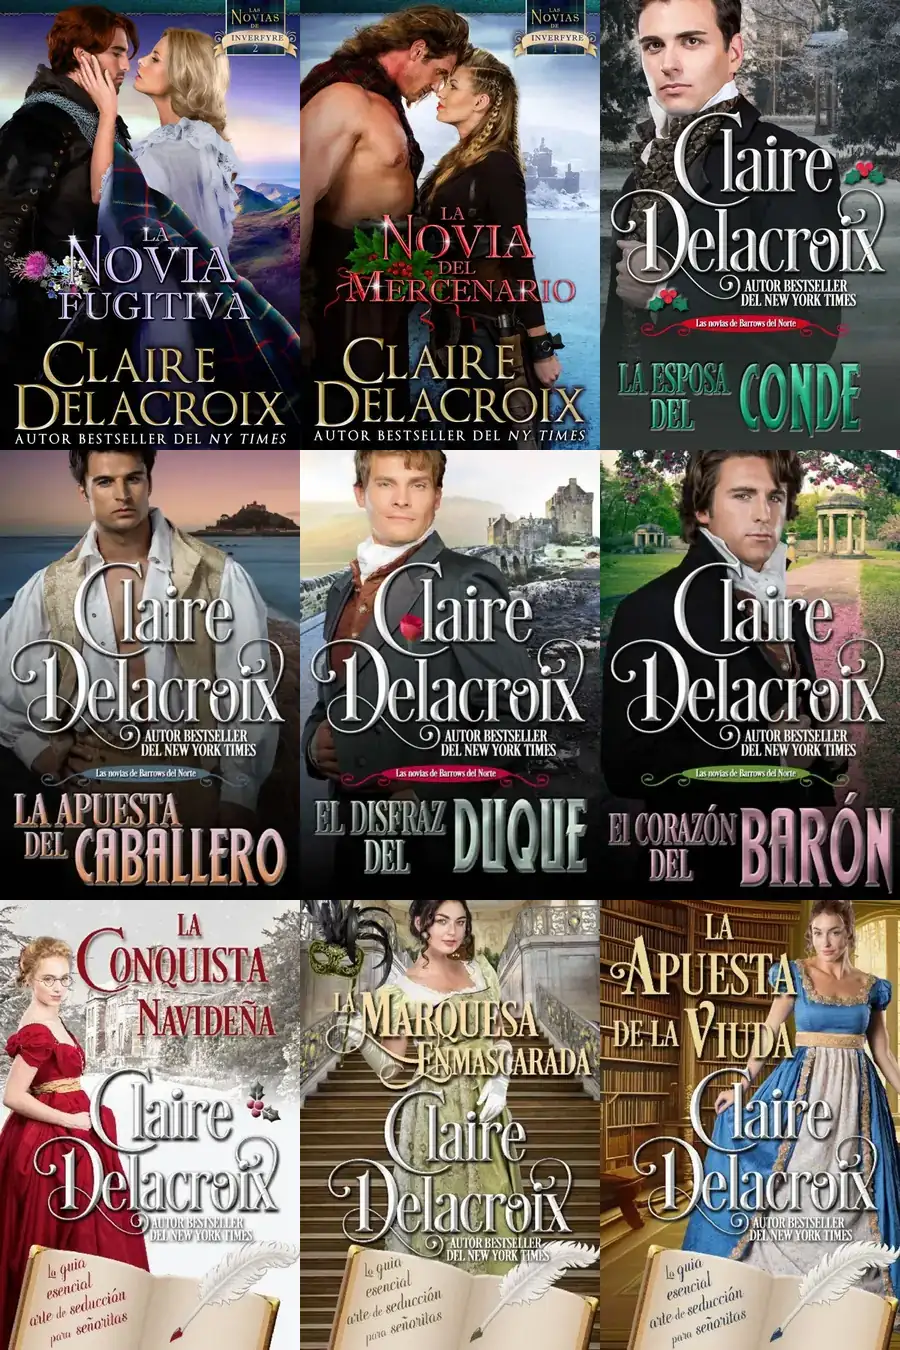 LAS
NOVIAS
DE
INVERFYRE
2
LA
NOVIA
FUGITIVA
CLAIRE
DELACROIX
AUTOR BESTSELLER DEL NY TIMES
LAS
NOVIAS
DE
INVERFYRE
1
LA
NOVIA
DEL
MERCENARIO
CLAIRE
DELACROIX
AUTOR BESTSELLER DEL NY TIMES
Claire
Delacroix
AUTOR BESTSELLER
DEL NEW YORK TIMES
Las novias de Barrows del Norte
LA ESPOSA
DEL CONDE
Claire
Delacroix
AUTOR BESTSELLER
DEL NEW YORK TIMES
Las novias de Barrows del Norte
LA APUESTA
DEL CABALLERO
Claire
Delacroix
AUTOR BESTSELLER
DEL NEW YORK TIMES
Las novias de Barrows del Norte
EL DISFRAZ
DEL DUQUE
Claire
Delacroix
AUTOR BESTSELLER
DEL NEW YORK TIMES
Las novias de Barrows del Norte
El CORAZÓN
DEL BARÓN
LA
CONQUISTA
NAVIDEÑA
Claire
Delacroix
AUTOR BESTSELLER
DEL NEW YORK TIMES
La guia
esencial
arte de seducción
para señoritas
LA
MARQUESA
ENMASCARADA
Claire
Delacroix
AUTOR BESTSELLER
DEL NEW YORK TIMES
La guia
esencial
arte de seducción
para señoritas
LA
APUESTA
DE LA VIUDA
Claire
Delacroix
AUTOR BESTSELLER
DEL NEW YORK TIMES
La guia
esencial
arte de seducción
para señoritas